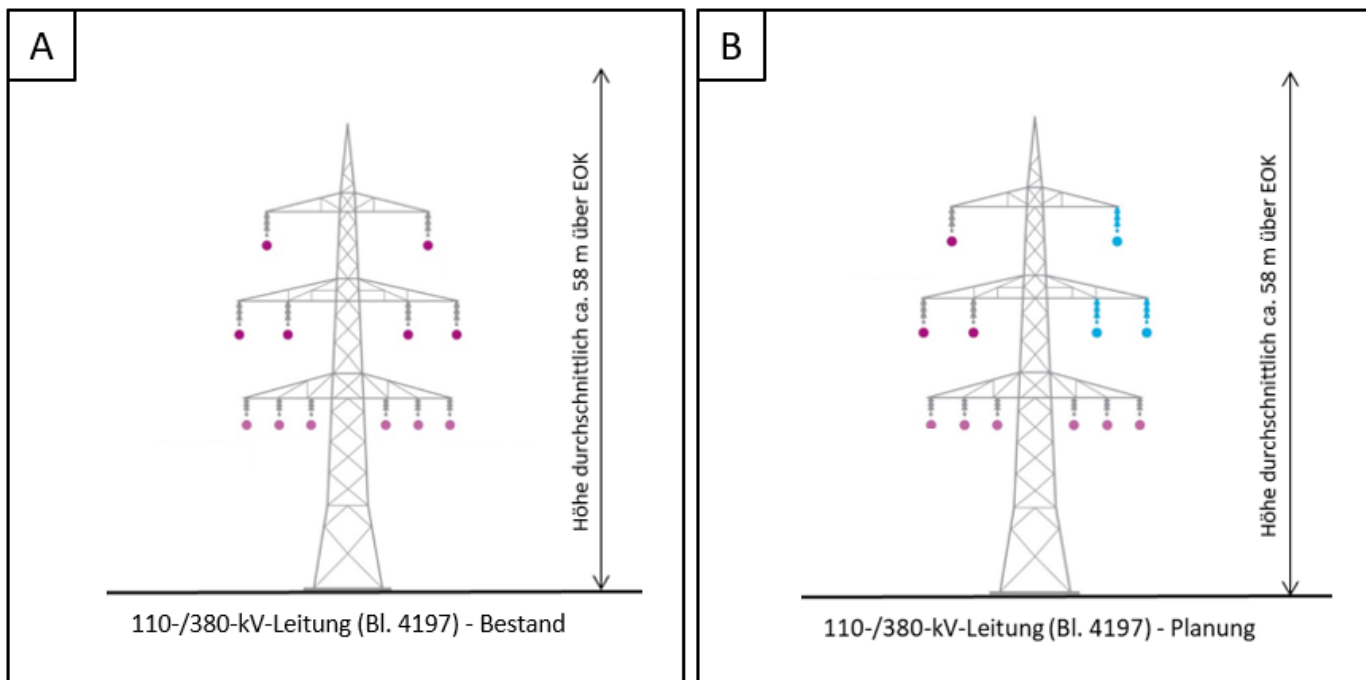 A
Höhe durchschnittlich ca. 58 m über EOK
110-/380-kV-Leitung (Bl. 4197) - Bestand
B
Höhe durchschnittlich ca. 58 m über EOK
110-/380-kV-Leitung (Bl. 4197) - Planung